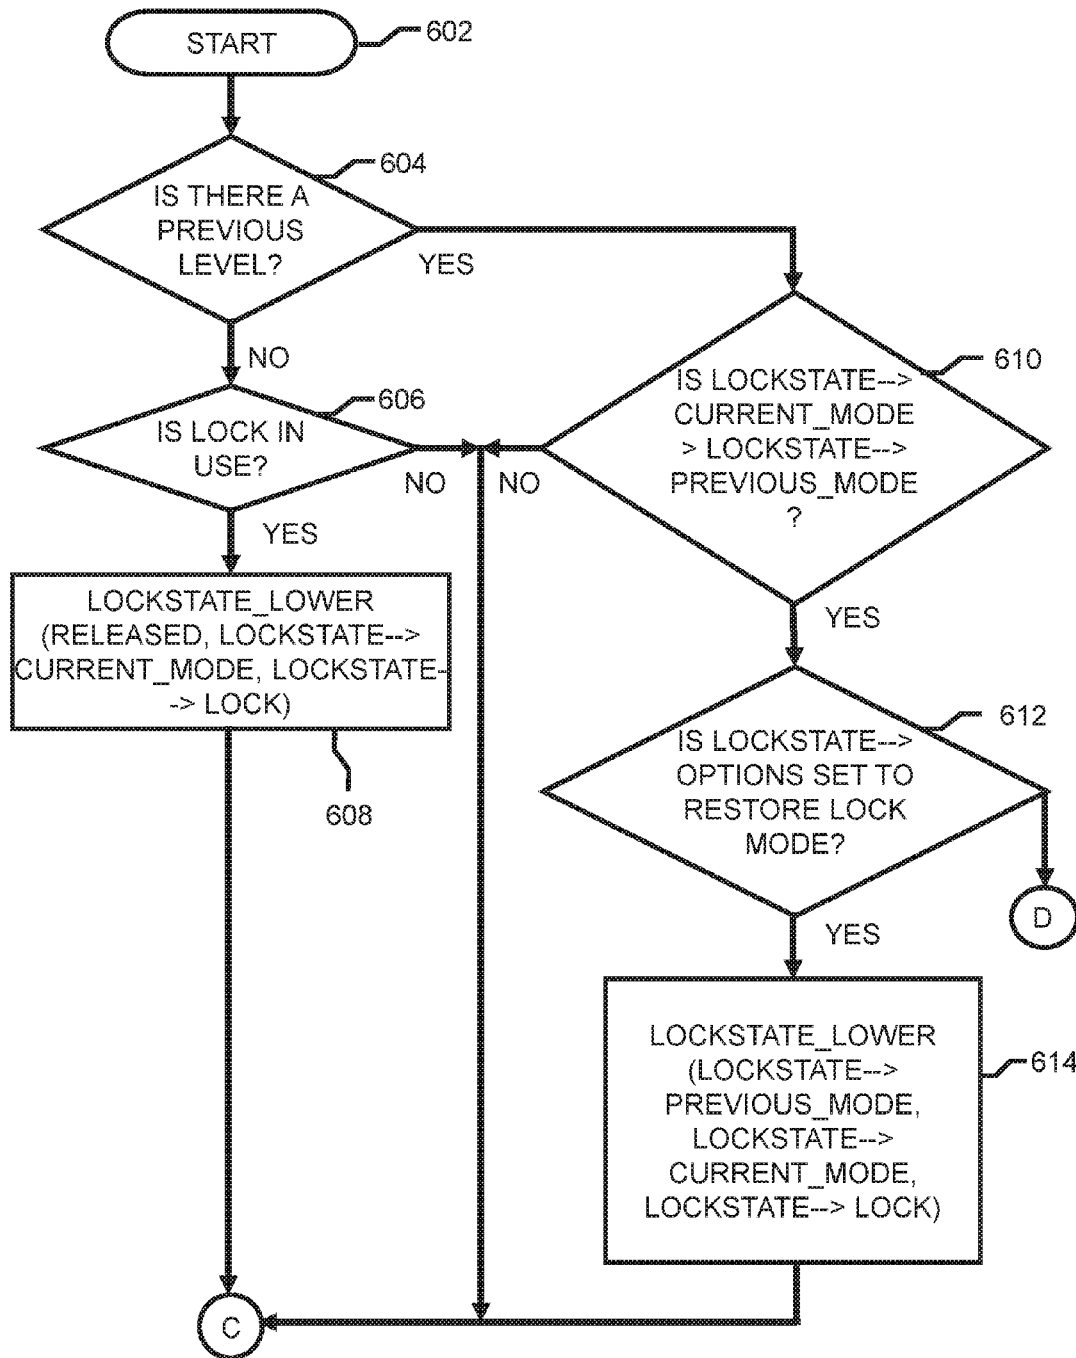 START
602
604
IS THERE A
PREVIOUS
LEVEL?
YES
NO
610
IS LOCKSTATE-->
CURRENT_MODE
> LOCKSTATE-->
PREVIOUS_MODE
?
606
IS LOCK IN
USE?
NO
NO
YES
YES
LOCKSTATE_LOWER
(RELEASED, LOCKSTATE-->
CURRENT_MODE, LOCKSTATE-
-> LOCK)
608
612
IS LOCKSTATE-->
OPTIONS SET TO
RESTORE LOCK
MODE?
D
YES
LOCKSTATE_LOWER
(LOCKSTATE-->
PREVIOUS_MODE,
LOCKSTATE-->
CURRENT_MODE,
LOCKSTATE--> LOCK)
614
C